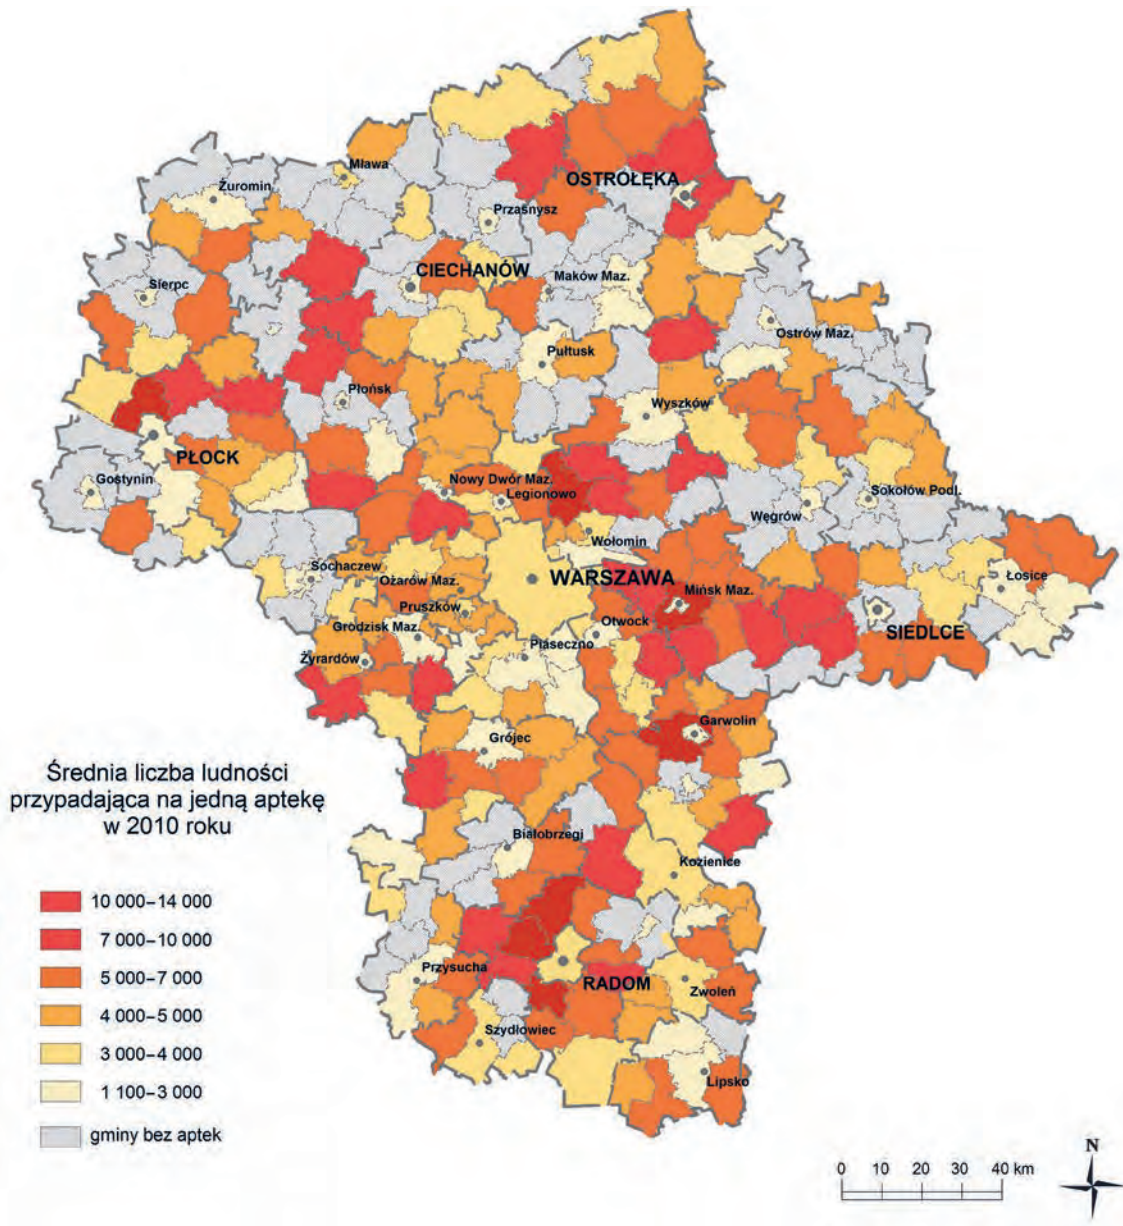 Mława
Żuromin
OSTROŁĘKA
Przasnysz
CIECHANÓW
Maków Maz.
Sierpc
Ostrów Maz.
Pułtusk
Płońsk
Wyszków
PŁOCK
Gostynin
Nowy Dwór Maz.
Legionowo
Sokołów Podl.
Węgrów
Wołomin
Sochaczew
WARSZAWA
Ożarów Maz.
Mińsk Maz.
Łosice
Pruszków
Otwock
SIEDLCE
Grodzisk Maz.
Piaseczno
Żyrardów
Garwolin
Grójec
Średnia liczba ludności
przypadająca na jedną aptekę
w 2010 roku
Białobrzegi
Kozienice
10 000–14 000
7 000–10 000
5 000–7 000
4 000–5 000
3 000–4 000
1 100–3 000
gminy bez aptek
Przysucha
RADOM
Zwoleń
Szydłowiec
Lipsko
N
0 10 20 30 40 km